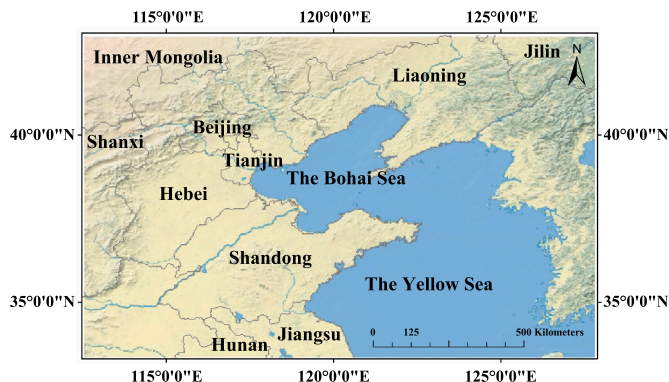 115°0'0"E 120°0'0"E 125°0'0"E
Inner Mongolia
Jilin
N
Liaoning
40°0'0"N
Beijing
40°0'0"N
Shanxi
Tianjin
The Bohai Sea
Hebei
Shandong
The Yellow Sea
35°0'0"N
35°0'0"N
0 125 500 Kilometers
Jiangsu
Hunan
115°0'0"E 120°0'0"E 125°0'0"E